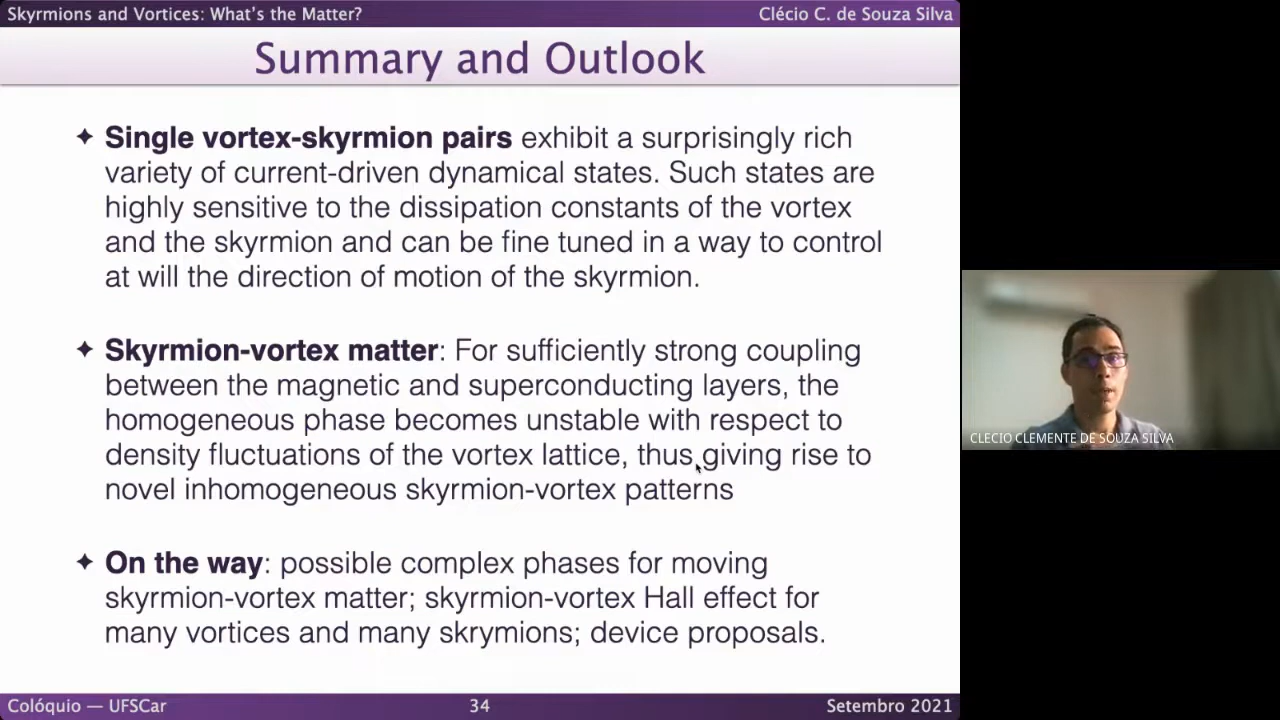 Skyrmions and Vortices: What's the Matter?
Clécio C. de Souza Silva
Summary and Outlook
✦ Single vortex-skyrmion pairs exhibit a surprisingly rich
variety of current-driven dynamical states. Such states are
highly sensitive to the dissipation constants of the vortex
and the skyrmion and can be fine tuned in a way to control
at will the direction of motion of the skyrmion.
✦ Skyrmion-vortex matter: For sufficiently strong coupling
between the magnetic and superconducting layers, the
homogeneous phase becomes unstable with respect to
density fluctuations of the vortex lattice, thus giving rise to
novel inhomogeneous skyrmion-vortex patterns
✦ On the way: possible complex phases for moving
skyrmion-vortex matter; skyrmion-vortex Hall effect for
many vortices and many skrymions; device proposals.
CLECIO CLEMENTE DE SOUZA SILVA
Colóquio — UFSCar
34
Setembro 2021